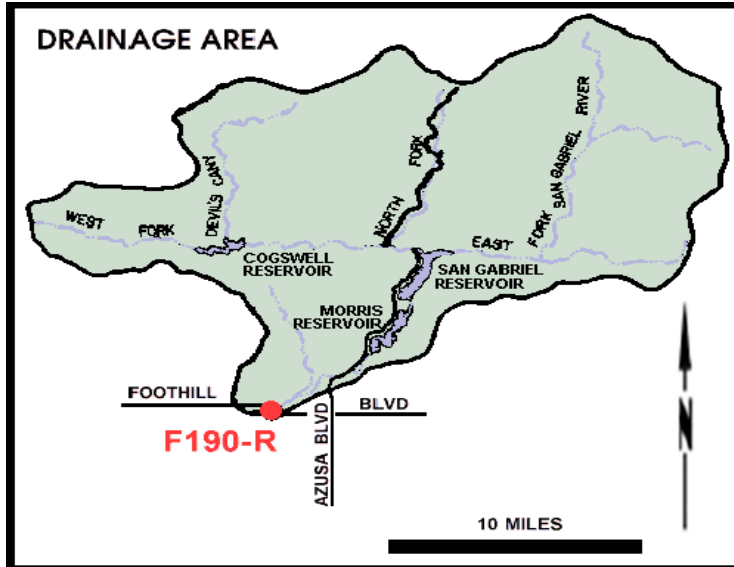 DRAINAGE AREA
WEST FORK
DEVIL'S CANY
NORTH FORK
EAST FORK SAN GABRIEL RIVER
COGSWELL
RESERVOIR
SAN GABRIEL
RESERVOIR
MORRIS
RESERVOIR
FOOTHILL BLVD
F190-R
AZUSA BLVD
N
10 MILES